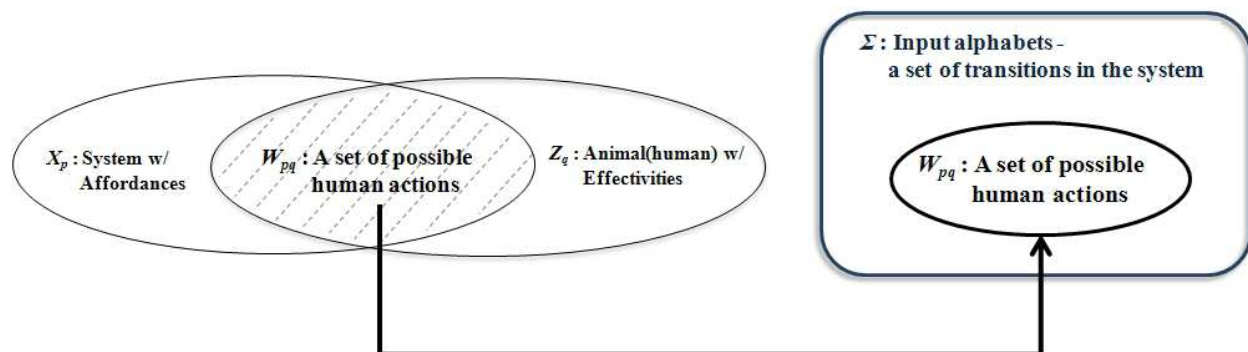 X_p : System w/
Affordances
W_pq : A set of possible
human actions
Z_q : Animal(human) w/
Effectivities
Σ : Input alphabets -
a set of transitions in the system
W_pq : A set of possible
human actions